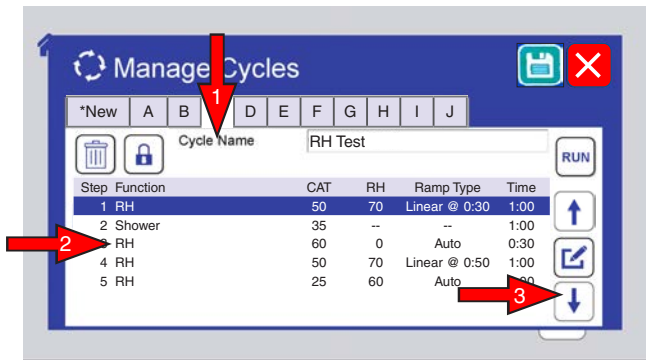 Manage Cycles
*New A B D E F G H I J
1
Cycle Name RH Test
RUN
Step Function CAT RH Ramp Type Time
1 RH 50 70 Linear @ 0:30 1:00
2 Shower 35 -- -- 1:00
2
RH 60 0 Auto 0:30
4 RH 50 70 Linear @ 0:50 1:00
5 RH 25 60 Auto
3